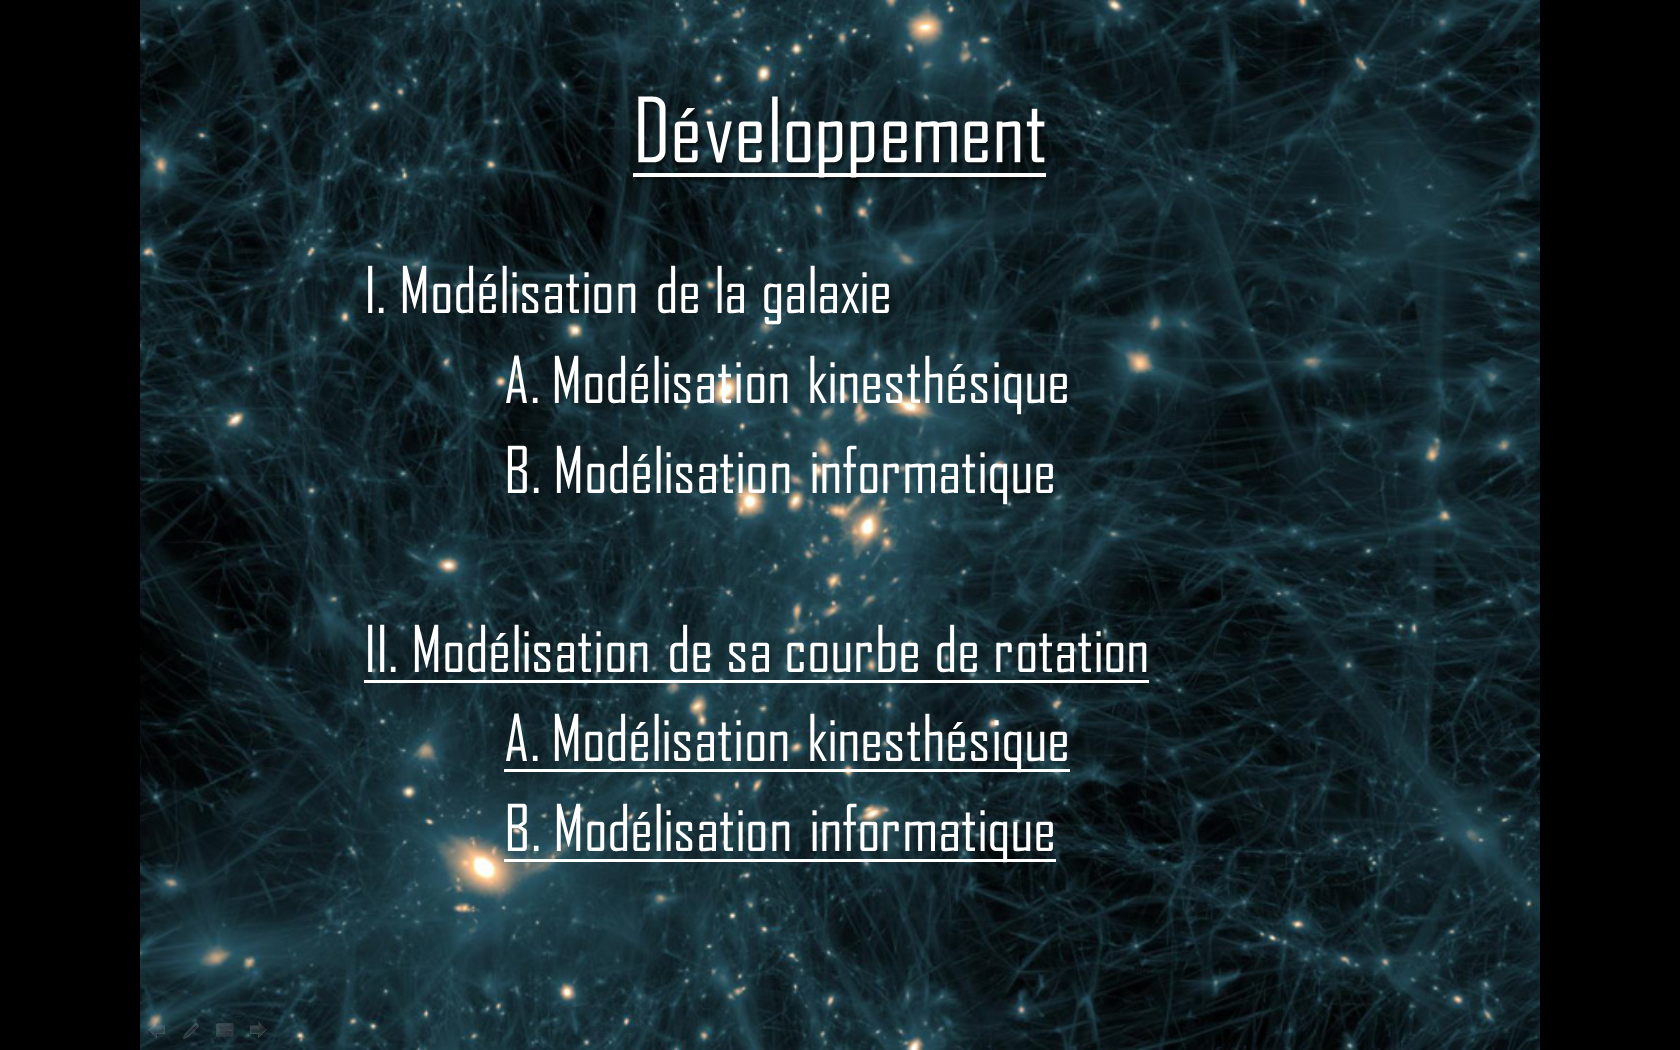 Développement
I. Modélisation de la galaxie
A. Modélisation kinesthésique
B. Modélisation informatique
II. Modélisation de sa courbe de rotation
A. Modélisation kinesthésique
B. Modélisation informatique